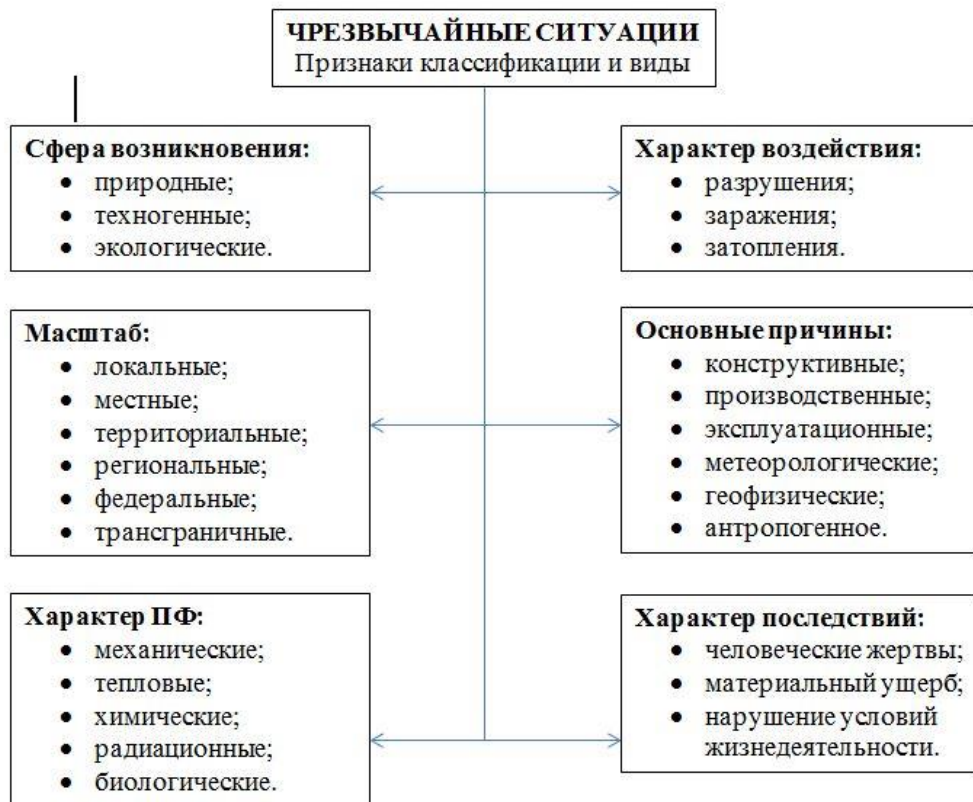 ЧРЕЗВЫЧАЙНЫЕ СИТУАЦИИ
Признаки классификации и виды
Сфера возникновения:
• природные;
• техногенные;
• экологические.
Характер воздействия:
• разрушения;
• заражения;
• затопления.
Масштаб:
• локальные;
• местные;
• территориальные;
• региональные;
• федеральные;
• трансграничные.
Основные причины:
• конструктивные;
• производственные;
• эксплуатационные;
• метеорологические;
• геофизические;
• антропогенное.
Характер ПФ:
• механические;
• тепловые;
• химические;
• радиационные;
• биологические.
Характер последствий:
• человеческие жертвы;
• материальный ущерб;
• нарушение условий
жизнедеятельности.